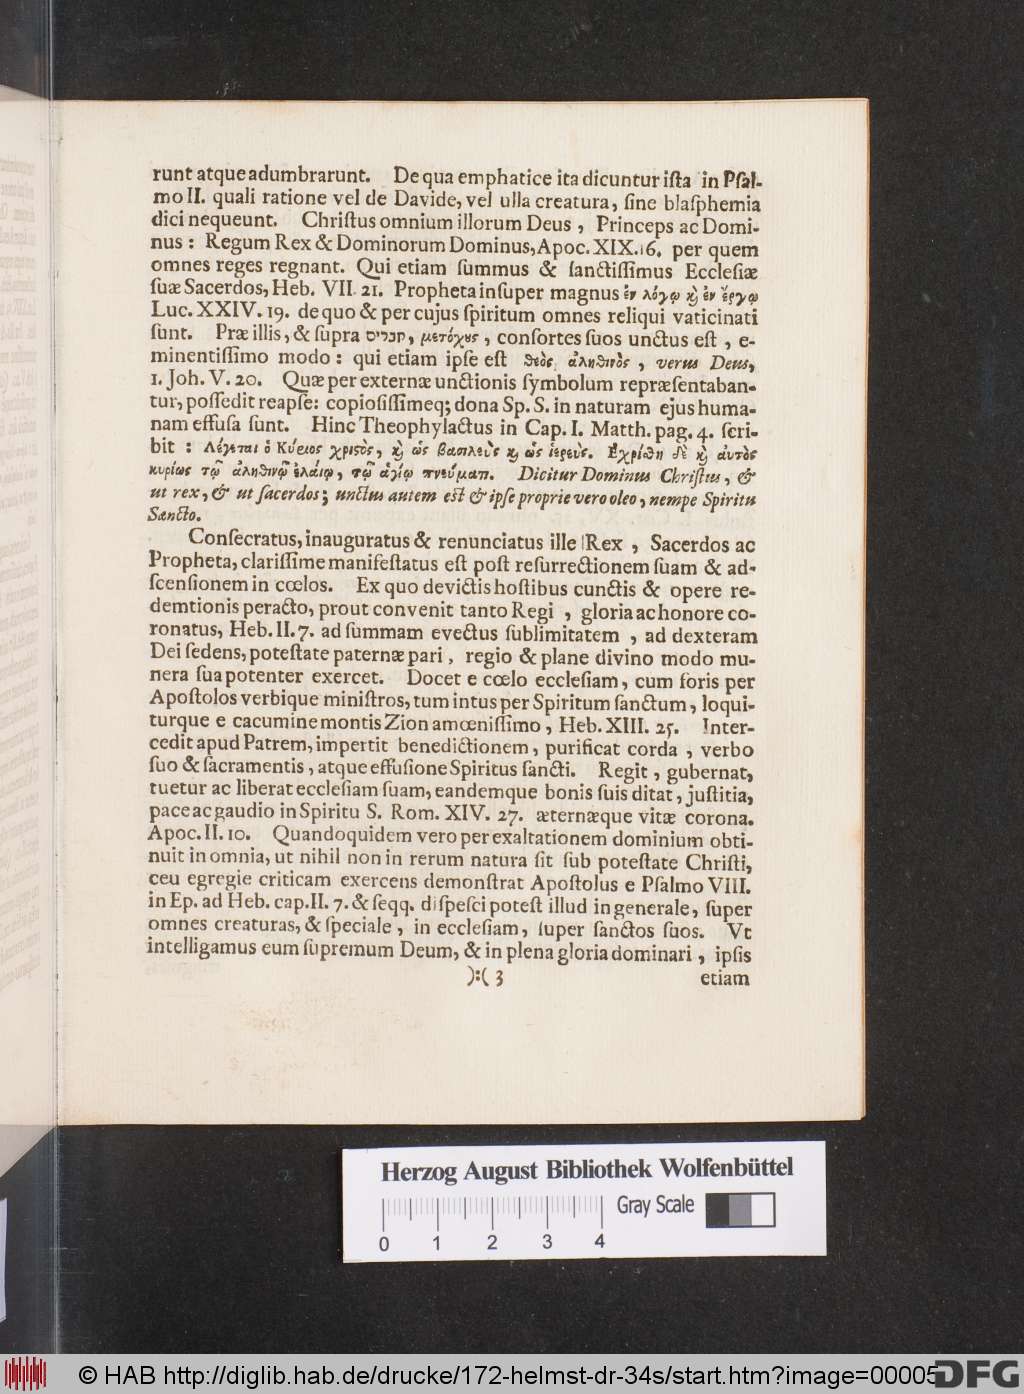 runt atque adumbrarunt. De qua emphatice ita dicuntur iſta in Pſal-
mo II. quali ratione vel de Davide, vel ulla creatura, ſine blaſphemia
dici nequeunt. Chriſtus omnium illorum Deus, Princeps ac Domi-
nus: Regum Rex & Dominorum Dominus, Apoc. XIX. 16. per quem
omnes reges regnant. Qui etiam ſummus & ſanctiſſimus Eccleſiæ
ſuæ Sacerdos, Heb. VII 21. Propheta inſuper magnus ἐν λόγῳ ϗ ἐν ἔργῳ
Luc. XXIV. 19. de quo & per cujus ſpiritum omnes reliqui vaticinati
ſunt. Præ illis, & ſupra חברים, μετόχȣς, conſortes ſuos unctus eſt, e-
minentiſſimo modo: qui etiam ipſe eſt θεὸς ἀληθινὸς, verus Deus,
1. Joh. V. 20. Quæ per externæ unctionis ſymbolum repræſentaban-
tur, poſſedit reapſe: copioſiſſimeq; dona Sp. S. in naturam ejus huma-
nam effuſa ſunt. Hinc Theophylactus in Cap. I. Matth. pag. 4. ſcri-
bit: Λέγεται ὁ Κύριος χριϛὸς, ϗ ὡς βασιλεὺς ϗ ὡς ἱερεὺς. Ἐχρίσθη δὲ ϗ αὐτὸς
κυρίως τῷ ἀληθινῷ ἐλαίῳ, τῷ ἁγίῳ πνεύματι. Dicitur Dominus Chriſtus, &
ut rex, & ut ſacerdos; unctus autem est & ipſe proprie vero oleo, nempe Spiritu
Sancto.
Conſecratus, inauguratus & renunciatus ille Rex, Sacerdos ac
Propheta, clariſſime manifeſtatus eſt poſt reſurrectionem ſuam & ad-
ſcenſionem in cœlos. Ex quo devictis hoſtibus cunctis & opere re-
demtionis peracto, prout convenit tanto Regi, gloria ac honore co-
ronatus, Heb. II. 7. ad ſummam evectus ſublimitatem, ad dexteram
Dei ſedens, poteſtate paternæ pari, regio & plane divino modo mu-
nera ſua potenter exercet. Docet e cœlo eccleſiam, cum foris per
Apoſtolos verbique miniſtros, tum intus per Spiritum ſanctum, loqui-
turque e cacumine montis Zion amœniſſimo, Heb. XIII. 25. Inter-
cedit apud Patrem, impertit benedictionem, purificat corda, verbo
ſuo & ſacramentis, atque effuſione Spiritus ſancti. Regit, gubernat,
tuetur ac liberat eccleſiam ſuam, eandemque bonis ſuis ditat, juſtitia,
pace ac gaudio in Spiritu S. Rom. XIV. 27. æternæque vitæ corona.
Apoc. II. 10. Quandoquidem vero per exaltationem dominium obti-
nuit in omnia, ut nihil non in rerum natura ſit ſub poteſtate Chriſti,
ceu egregie criticam exercens demonſtrat Apoſtolus e Pſalmo VIII.
in Ep. ad Heb. cap. II. 7. & ſeqq. diſpeſci poteſt illud in generale, ſuper
omnes creaturas, & ſpeciale, in eccleſiam, ſuper ſanctos ſuos. Vt
intelligamus eum ſupremum Deum, & in plena gloria dominari, ipſis
):( 3 etiam
Herzog August Bibliothek Wolfenbüttel
Gray Scale
0 1 2 3 4
© HAB http://diglib.hab.de/drucke/172-helmst-dr-34s/start.htm?image=00005
DFG